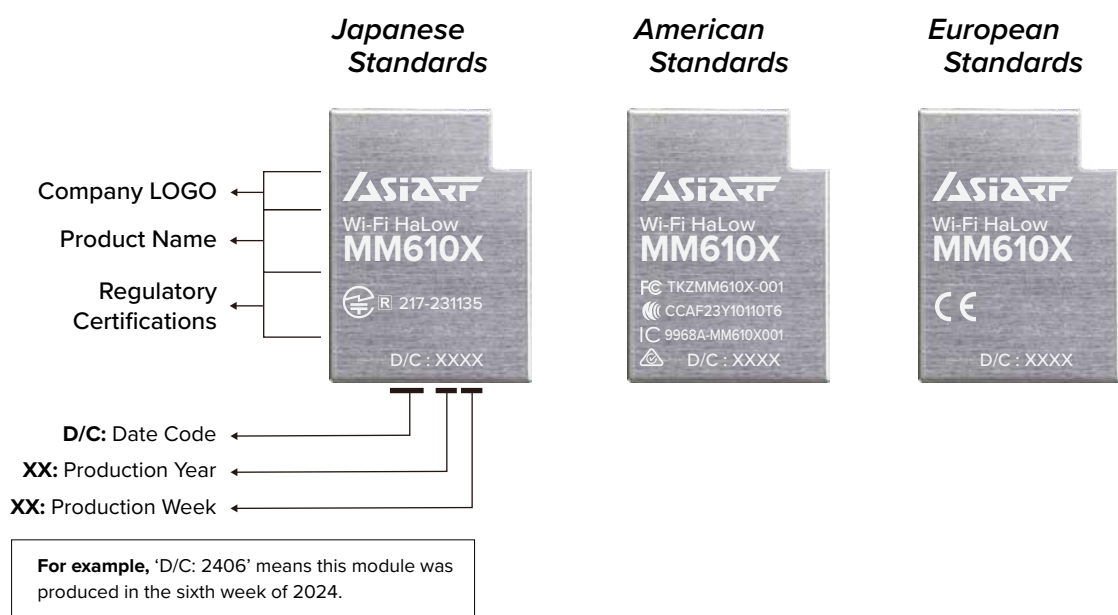 Japanese
Standards
American
Standards
European
Standards
Company LOGO
Product Name
Regulatory
Certifications
ASiARF
Wi-Fi HaLow
MM610X
R 217-231135
D/C : XXXX
ASiARF
Wi-Fi HaLow
MM610X
FC TKZMM610X-001
CCAF23Y10110T6
IC 9968A-MM610X001
D/C : XXXX
ASiARF
Wi-Fi HaLow
MM610X
CE
D/C : XXXX
D/C: Date Code
XX: Production Year
XX: Production Week
For example, ‘D/C: 2406’ means this module was
produced in the sixth week of 2024.